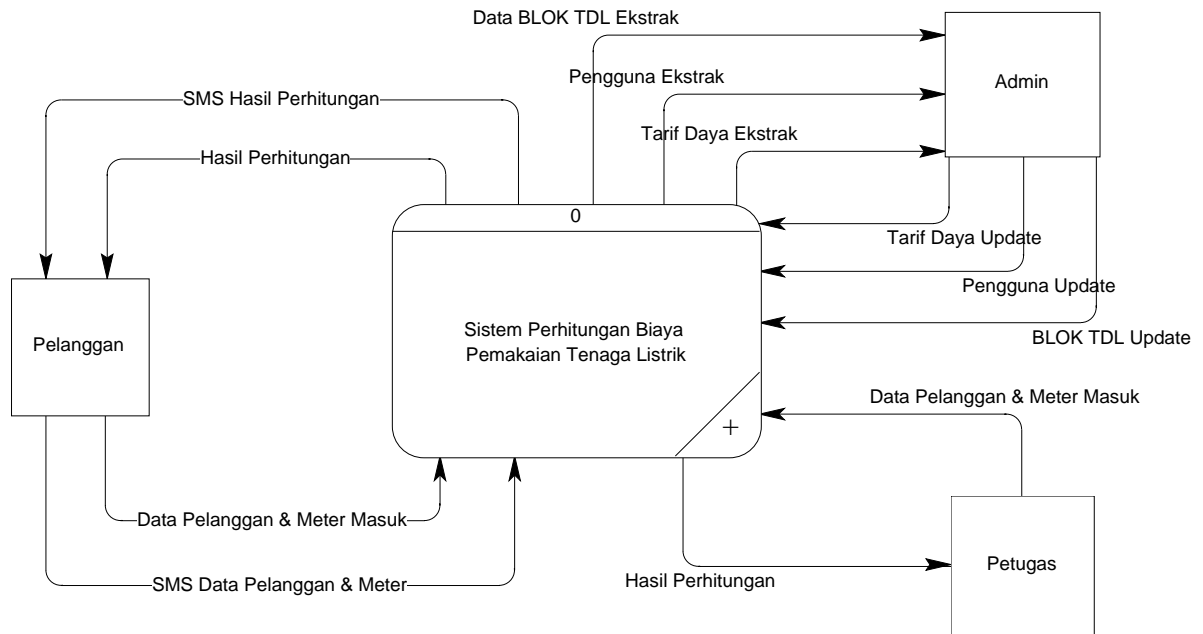 Data BLOK TDL Ekstrak
Pengguna Ekstrak
Admin
SMS Hasil Perhitungan
Tarif Daya Ekstrak
Hasil Perhitungan
0
Tarif Daya Update
Pengguna Update
Sistem Perhitungan Biaya
Pemakaian Tenaga Listrik
Pelanggan
BLOK TDL Update
Data Pelanggan & Meter Masuk
+
Data Pelanggan & Meter Masuk
SMS Data Pelanggan & Meter
Hasil Perhitungan
Petugas